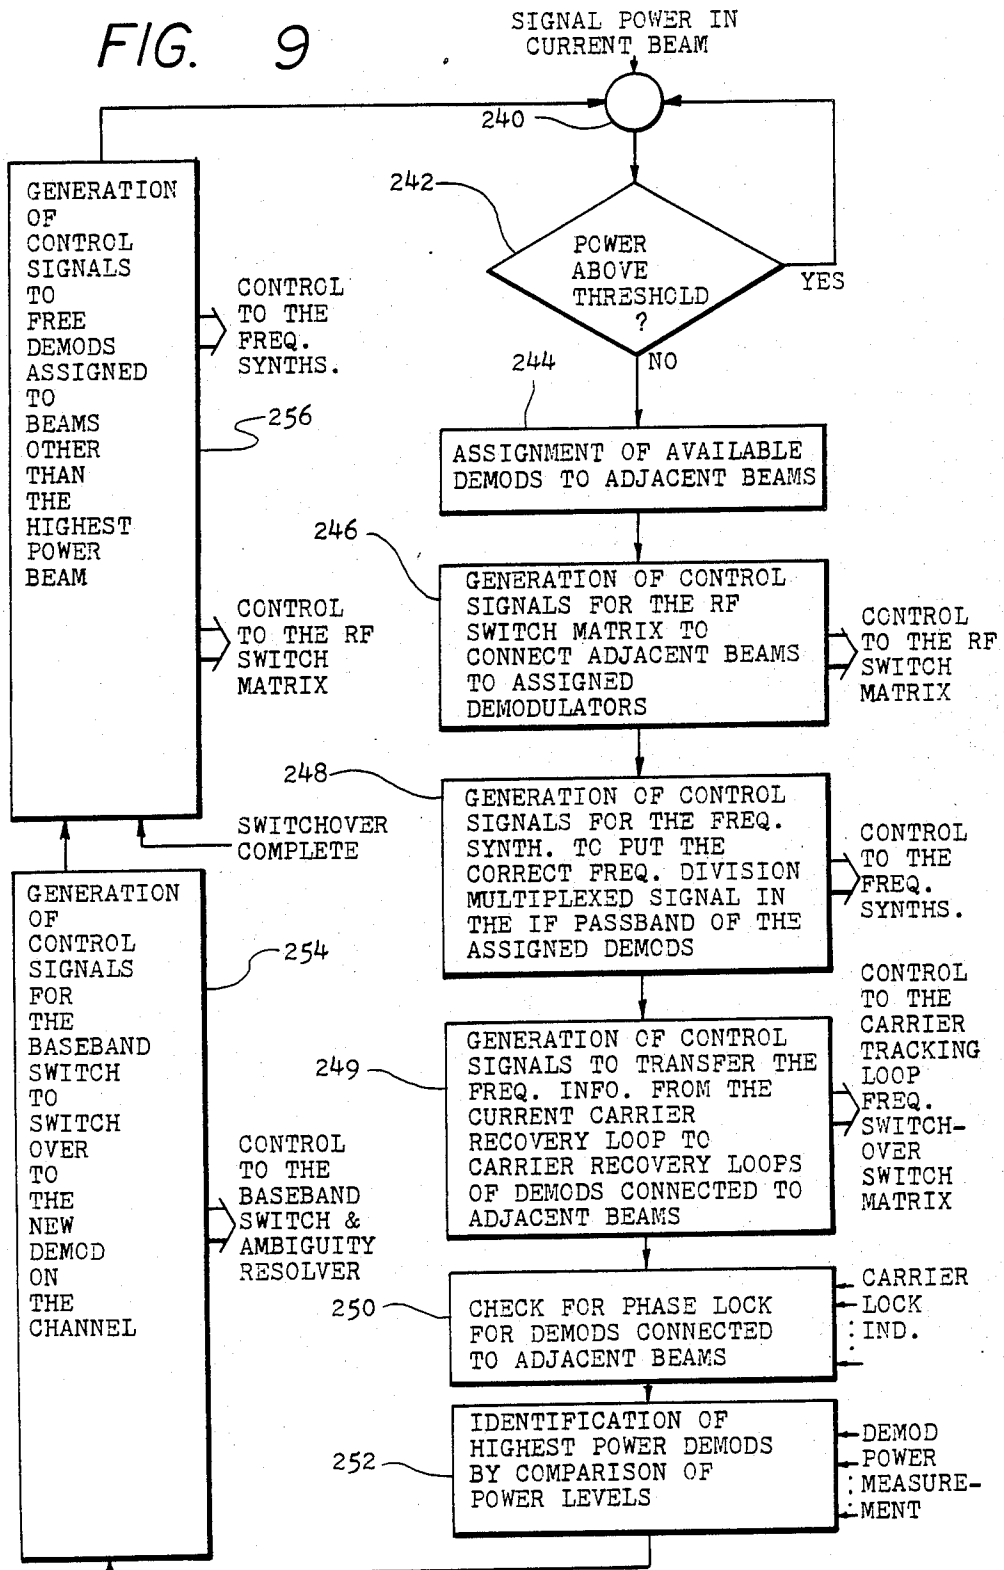 FIG. 9
SIGNAL POWER IN
CURRENT BEAM
240
242
POWER
ABOVE
THRESHOLD
?
YES
NO
244
ASSIGNMENT OF AVAILABLE
DEMODS TO ADJACENT BEAMS
246
GENERATION OF CONTROL
SIGNALS FOR THE RF
SWITCH MATRIX TO
CONNECT ADJACENT BEAMS
TO ASSIGNED
DEMODULATORS
CONTROL
TO THE RF
SWITCH
MATRIX
248
GENERATION OF CONTROL
SIGNALS FOR THE FREQ.
SYNTH. TO PUT THE
CORRECT FREQ. DIVISION
MULTIPLEXED SIGNAL IN
THE IF PASSBAND OF THE
ASSIGNED DEMODS
CONTROL
TO THE
FREQ.
SYNTHS.
249
GENERATION OF CONTROL
SIGNALS TO TRANSFER THE
FREQ. INFO. FROM THE
CURRENT CARRIER
RECOVERY LOOP TO
CARRIER RECOVERY LOOPS
OF DEMODS CONNECTED TO
ADJACENT BEAMS
CONTROL
TO THE
CARRIER
TRACKING
LOOP
FREQ.
SWITCH-
OVER
SWITCH
MATRIX
250
CHECK FOR PHASE LOCK
FOR DEMODS CONNECTED
TO ADJACENT BEAMS
CARRIER
LOCK
IND.
252
IDENTIFICATION OF
HIGHEST POWER DEMODS
BY COMPARISON OF
POWER LEVELS
DEMOD
POWER
MEASURE-
MENT
GENERATION
OF
CONTROL
SIGNALS
FOR
THE
BASEBAND
SWITCH
TO
SWITCH
OVER
TO
THE
NEW
DEMOD
ON
THE
CHANNEL
254
CONTROL
TO THE
BASEBAND
SWITCH &
AMBIGUITY
RESOLVER
SWITCHOVER
COMPLETE
GENERATION
OF
CONTROL
SIGNALS
TO
FREE
DEMODS
ASSIGNED
TO
BEAMS
OTHER
THAN
THE
HIGHEST
POWER
BEAM
256
CONTROL
TO THE
FREQ.
SYNTHS.
CONTROL
TO THE RF
SWITCH
MATRIX